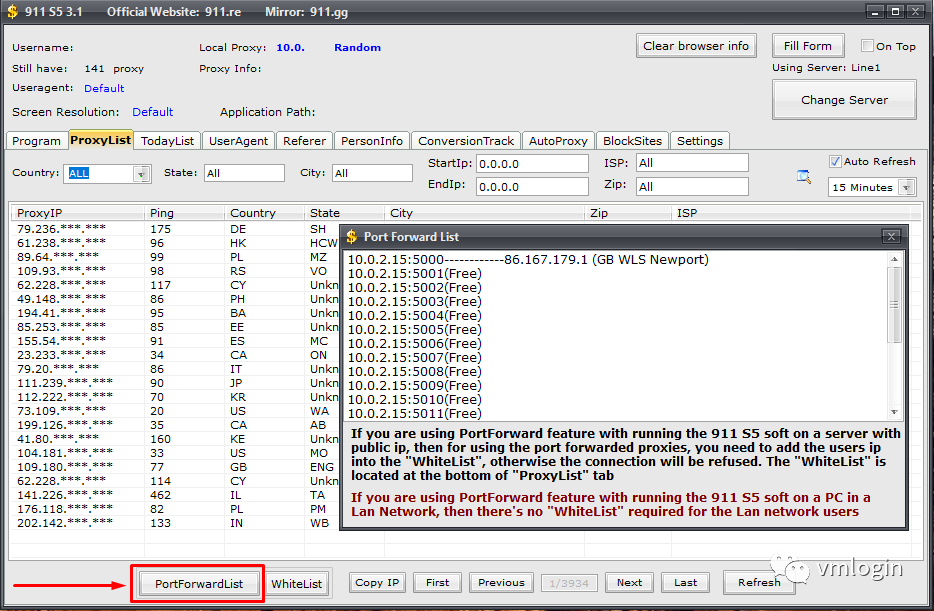 911 S5 3.1 Official Website: 911.re Mirror: 911.gg
Username: Local Proxy: 10.0. Random
Clear browser info Fill Form On Top
Still have: 141 proxy Proxy Info:
Using Server: Line1
Useragent: Default
Change Server
Screen Resolution: Default Application Path:
Program ProxyList TodayList UserAgent Referer PersonInfo ConversionTrack AutoProxy BlockSites Settings
Country: ALL State: All City: All StartIp: 0.0.0.0 ISP: All Auto Refresh
EndIp: 0.0.0.0 Zip: All 15 Minutes
ProxyIP Ping Country State City Zip ISP
79.236.***.*** 175 DE SH
61.238.***.*** 96 HK HCW
89.64.***.*** 99 PL MZ
109.93.***.*** 98 RS VO
62.228.***.*** 117 CY Unkn
49.148.***.*** 86 PH Unkn
194.41.***.*** 95 BA Unkn
85.253.***.*** 85 EE Unkn
155.54.***.*** 91 ES MC
23.233.***.*** 34 CA ON
79.20.***.*** 86 IT Unkn
111.239.***.*** 90 JP Unkn
112.222.***.*** 70 KR Unkn
73.109.***.*** 20 US WA
199.126.***.*** 35 CA AB
41.80.***.*** 160 KE Unkn
104.181.***.*** 33 US MO
109.180.***.*** 77 GB ENG
62.228.***.*** 114 CY Unkn
141.226.***.*** 462 IL TA
176.118.***.*** 82 PL PM
202.142.***.*** 133 IN WB
Port Forward List
10.0.2.15:5000------------86.167.179.1 (GB WLS Newport)
10.0.2.15:5001(Free)
10.0.2.15:5002(Free)
10.0.2.15:5003(Free)
10.0.2.15:5004(Free)
10.0.2.15:5005(Free)
10.0.2.15:5006(Free)
10.0.2.15:5007(Free)
10.0.2.15:5008(Free)
10.0.2.15:5009(Free)
10.0.2.15:5010(Free)
10.0.2.15:5011(Free)
If you are using PortForward feature with running the 911 S5 soft on a server with
public ip, then for using the port forwarded proxies, you need to add the users ip
into the "WhiteList", otherwise the connection will be refused. The "WhiteList" is
located at the bottom of "ProxyList" tab
If you are using PortForward feature with running the 911 S5 soft on a PC in a
Lan Network, then there's no "WhiteList" required for the Lan network users
PortForwardList WhiteList Copy IP First Previous 1/3934 Next Last Refresh
vmlogin